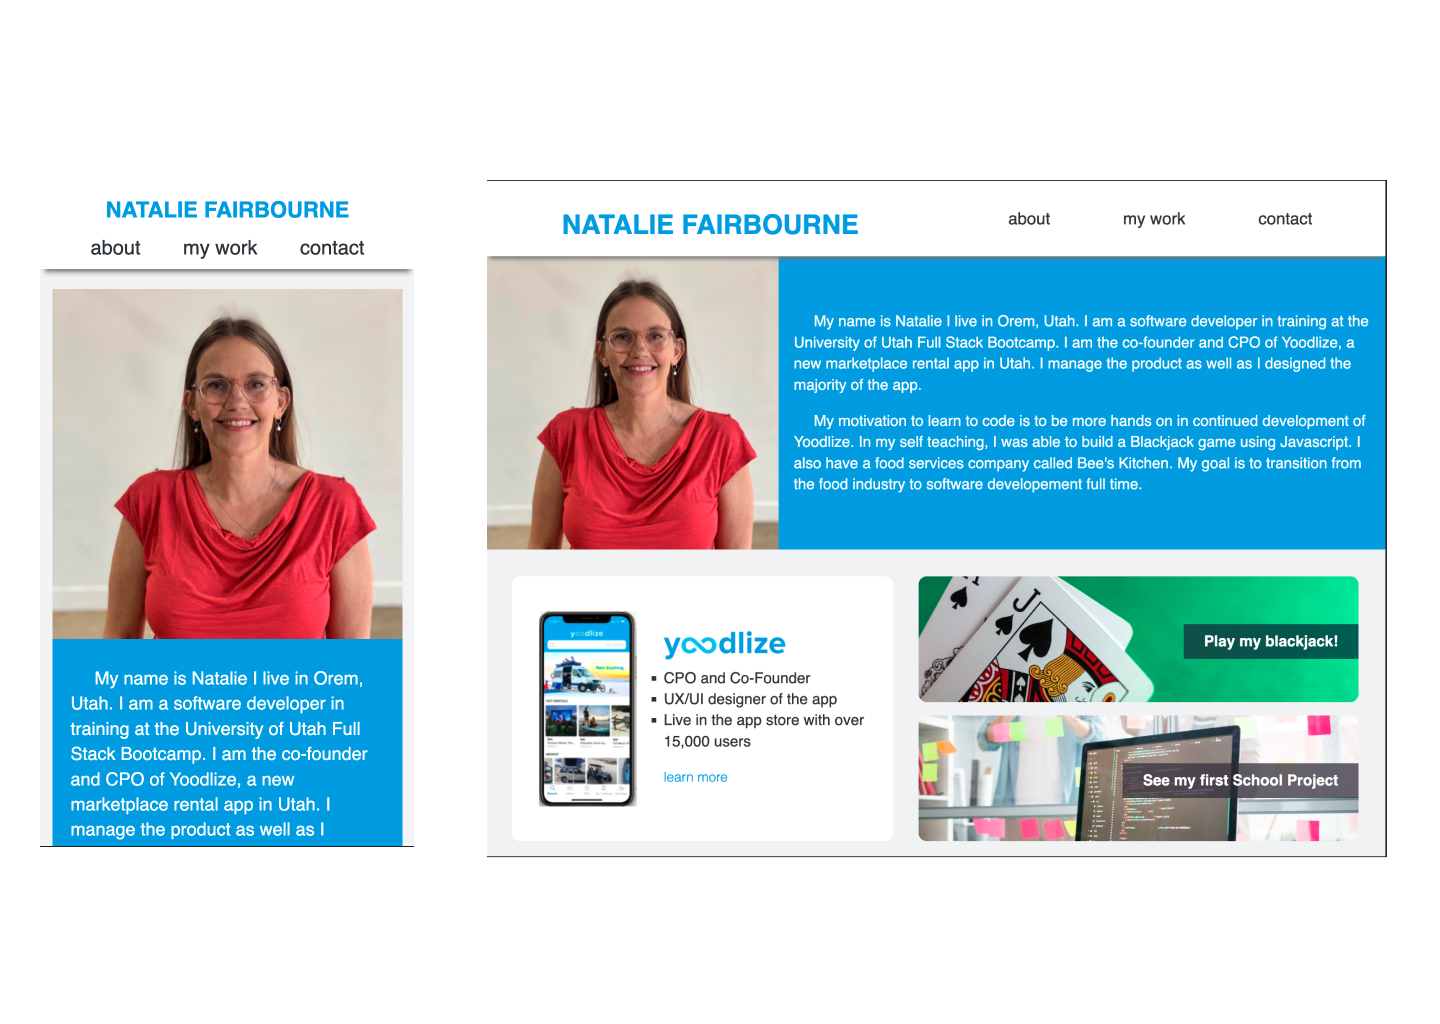 NATALIE FAIRBOURNE
about my work contact
My name is Natalie I live in Orem,
Utah. I am a software developer in
training at the University of Utah Full
Stack Bootcamp. I am the co-founder
and CPO of Yoodlize, a new
marketplace rental app in Utah. I
manage the product as well as I
NATALIE FAIRBOURNE
about my work contact
My name is Natalie I live in Orem, Utah. I am a software developer in training at the
University of Utah Full Stack Bootcamp. I am the co-founder and CPO of Yoodlize, a
new marketplace rental app in Utah. I manage the product as well as I designed the
majority of the app.
My motivation to learn to code is to be more hands on in continued development of
Yoodlize. In my self teaching, I was able to build a Blackjack game using Javascript. I
also have a food services company called Bee's Kitchen. My goal is to transition from
the food industry to software developement full time.
yoodlize
yoodlize
CPO and Co-Founder
UX/UI designer of the app
Live in the app store with over
15,000 users
learn more
J
Play my blackjack!
See my first School Project